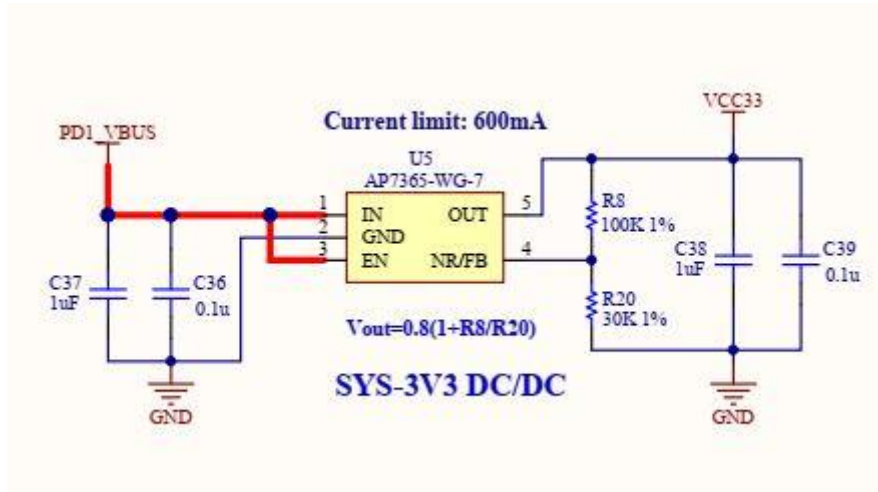 VCC33
Current limit: 600mA
PD1_VBUS
U5
AP7365-WG-7
1
IN
OUT
5
2
GND
3
EN
NR/FB
4
R8
100K 1%
C37
1uF
C36
0.1u
C38
1uF
C39
0.1u
R20
30K 1%
Vout=0.8(1+R8/R20)
SYS-3V3 DC/DC
GND
GND